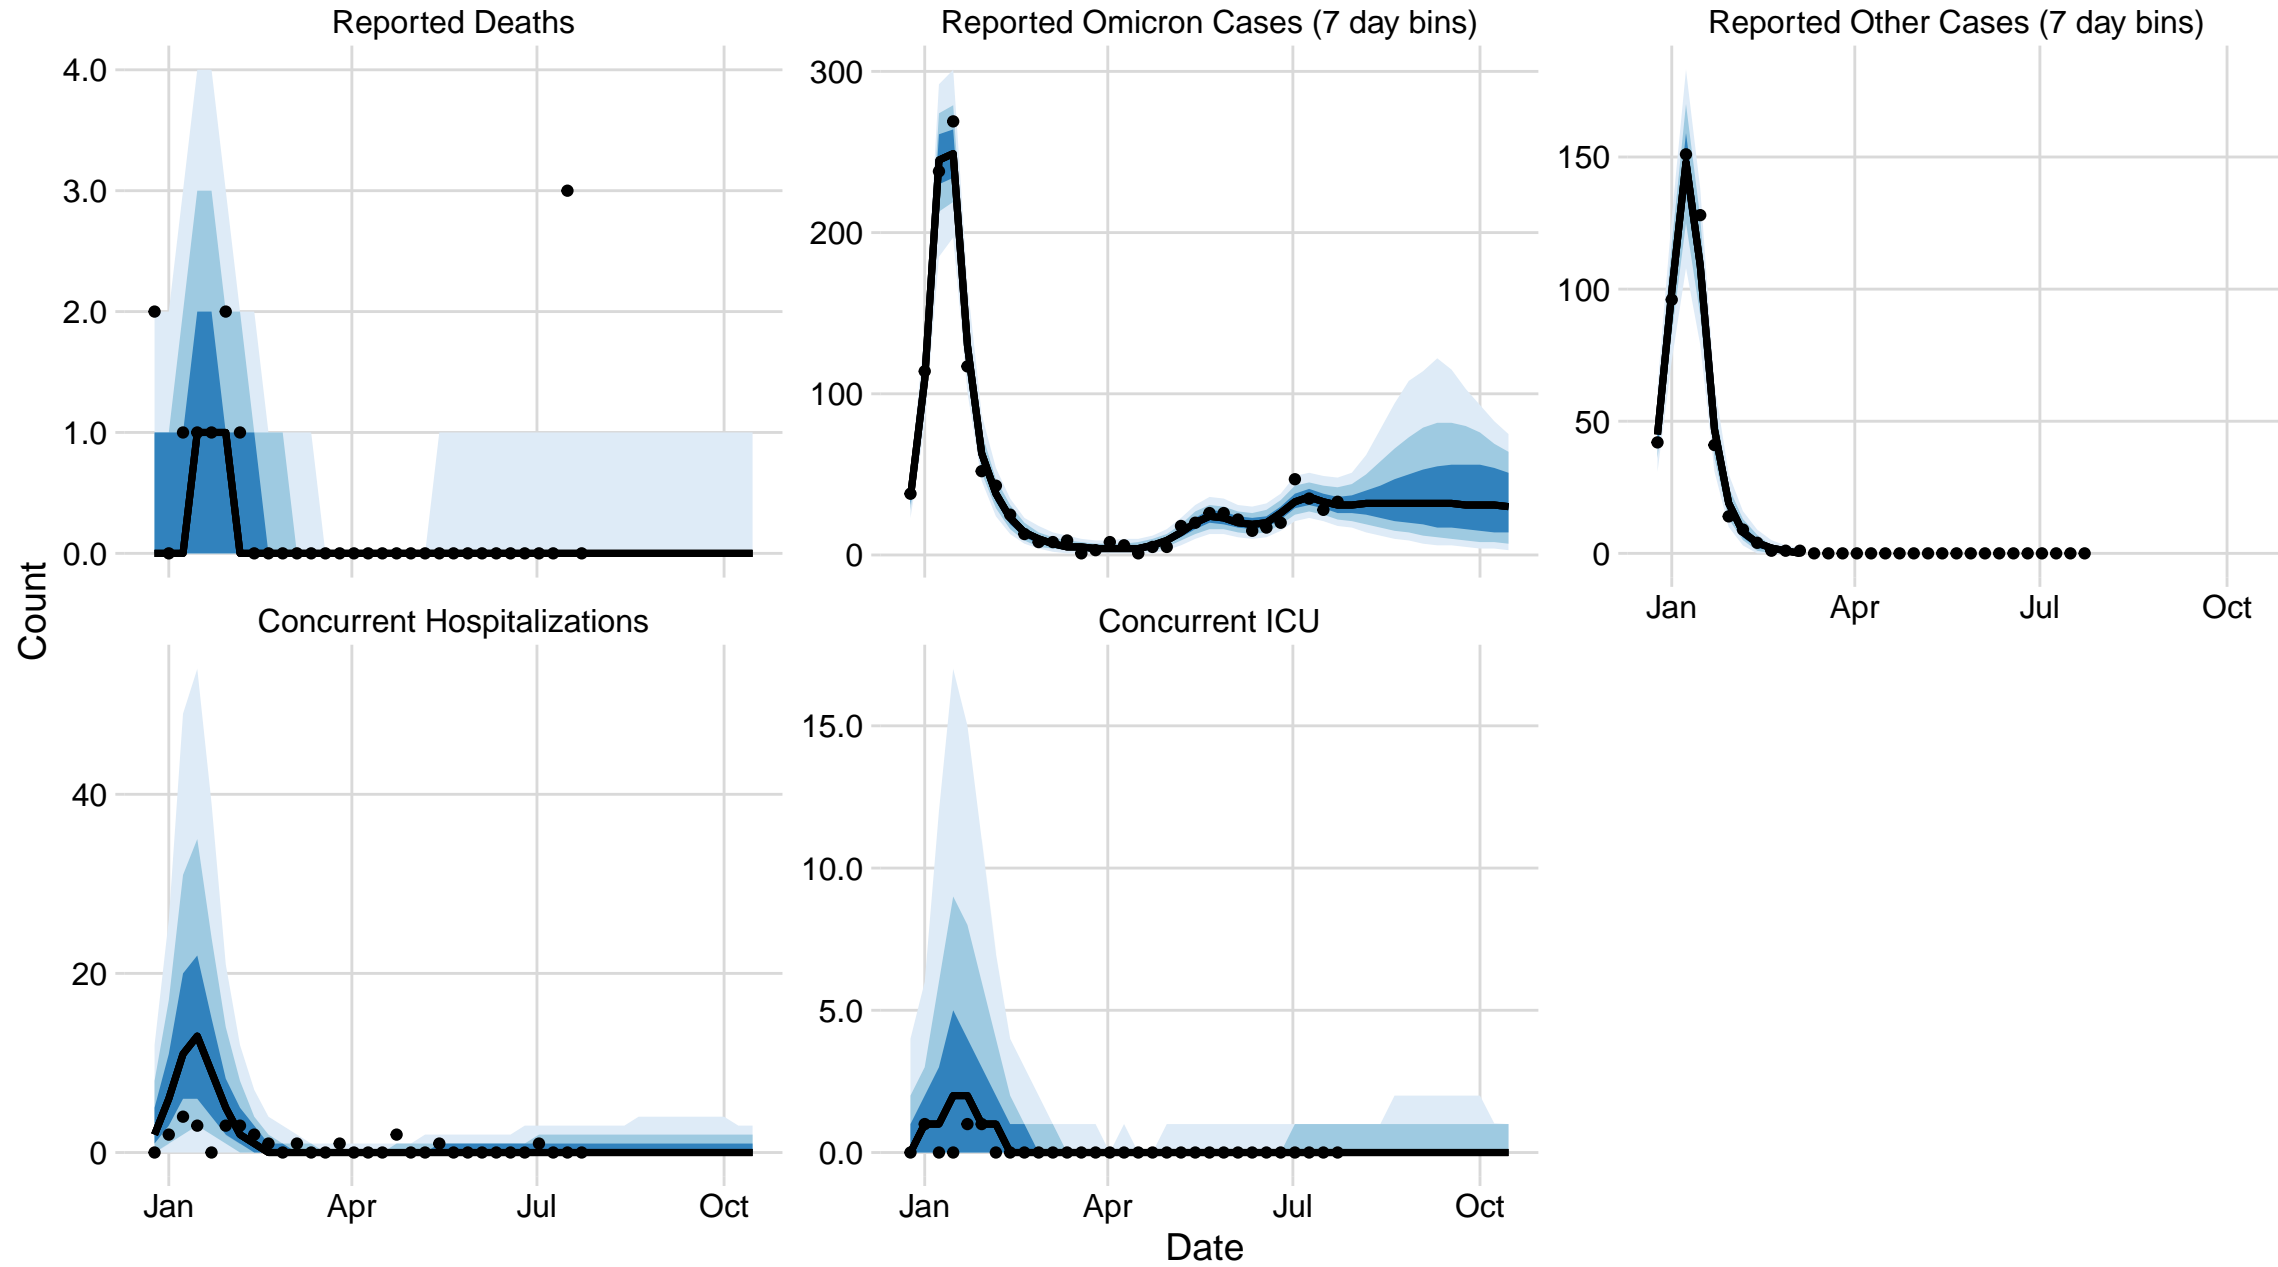 Reported Deaths
Reported Omicron Cases (7 day bins)
Reported Other Cases (7 day bins)
4.0
3.0
2.0
1.0
0.0
300
200
100
0
150
100
50
0
Jan Apr Jul Oct
Count
Concurrent Hospitalizations
Concurrent ICU
40
20
0
15.0
10.0
5.0
0.0
Jan Apr Jul Oct
Jan Apr Jul Oct
Date